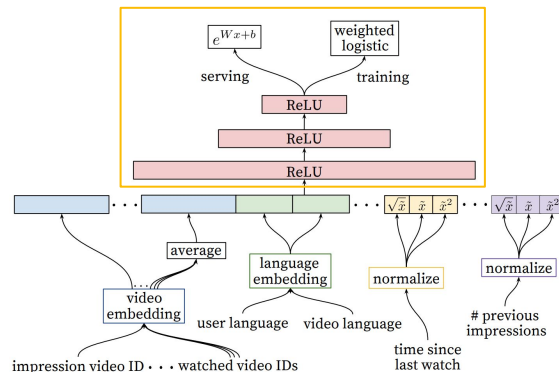 e^{Wx+b}
weighted
logistic
serving
training
ReLU
ReLU
ReLU
. . .
. . .
√x̃ x̃ x̃²
. . .
√x̃ x̃ x̃²
average
. . .
video
embedding
language
embedding
normalize
normalize
user language
video language
# previous
impressions
time since
last watch
impression video ID . . . watched video IDs